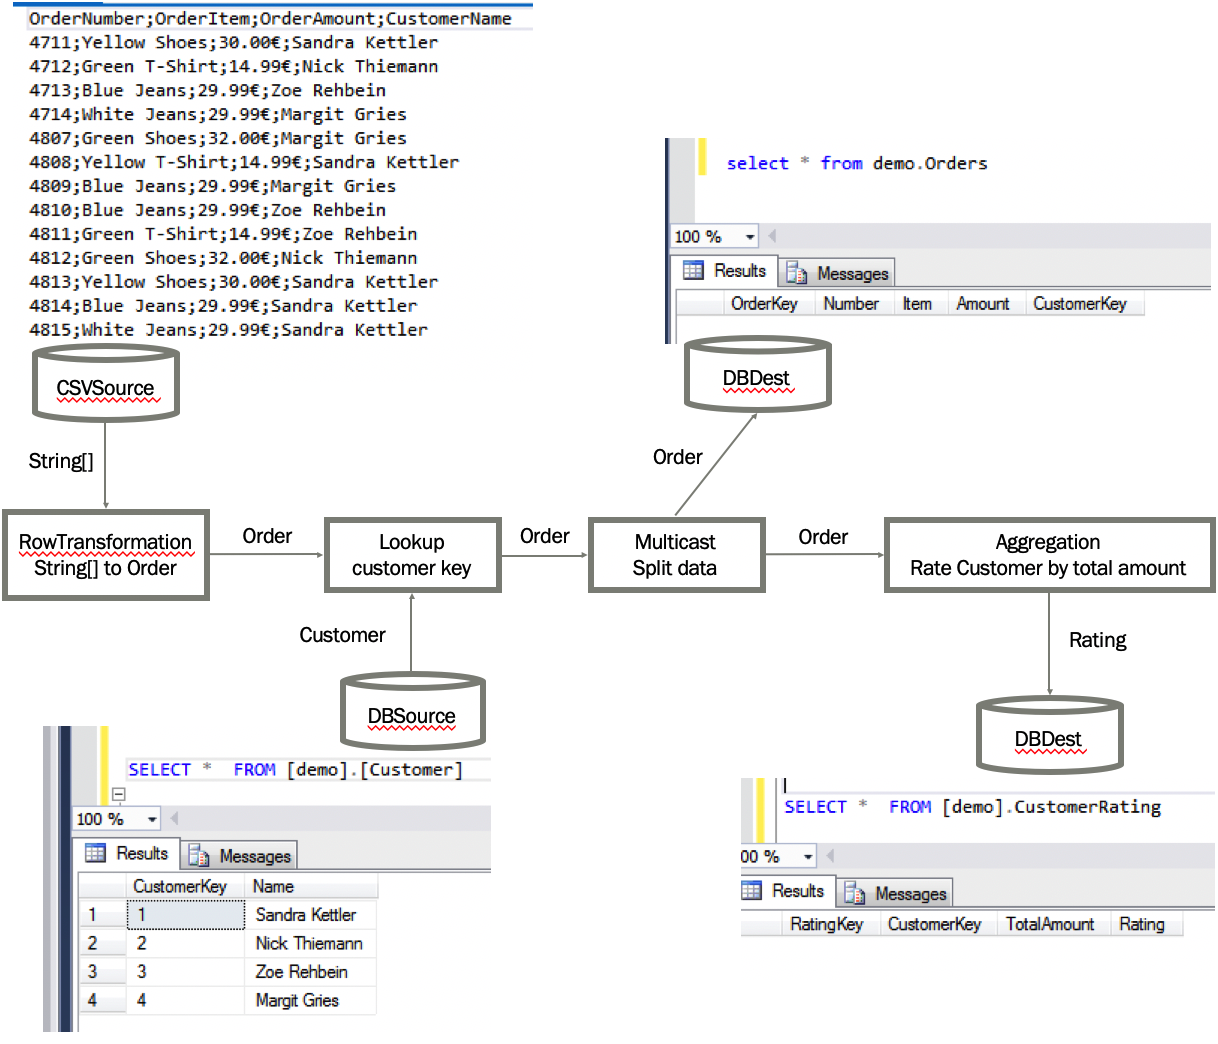 OrderNumber;OrderItem;OrderAmount;CustomerName
4711;Yellow Shoes;30.00€;Sandra Kettler
4712;Green T-Shirt;14.99€;Nick Thiemann
4713;Blue Jeans;29.99€;Zoe Rehbein
4714;White Jeans;29.99€;Margit Gries
4807;Green Shoes;32.00€;Margit Gries
4808;Yellow T-Shirt;14.99€;Sandra Kettler
4809;Blue Jeans;29.99€;Margit Gries
4810;Blue Jeans;29.99€;Zoe Rehbein
4811;Green T-Shirt;14.99€;Zoe Rehbein
4812;Green Shoes;32.00€;Nick Thiemann
4813;Yellow Shoes;30.00€;Sandra Kettler
4814;Blue Jeans;29.99€;Sandra Kettler
4815;White Jeans;29.99€;Sandra Kettler
select * from demo.Orders
100 %
Results Messages
OrderKey Number Item Amount CustomerKey
CSVSource
DBDest
String[]
Order
RowTransformation
String[] to Order
Order
Lookup
customer key
Order
Multicast
Split data
Order
Aggregation
Rate Customer by total amount
Customer
Rating
DBSource
DBDest
SELECT * FROM [demo].[Customer]
100 %
Results Messages
CustomerKey Name
1 1 Sandra Kettler
2 2 Nick Thiemann
3 3 Zoe Rehbein
4 4 Margit Gries
SELECT * FROM [demo].CustomerRating
00 %
Results Messages
RatingKey CustomerKey TotalAmount Rating